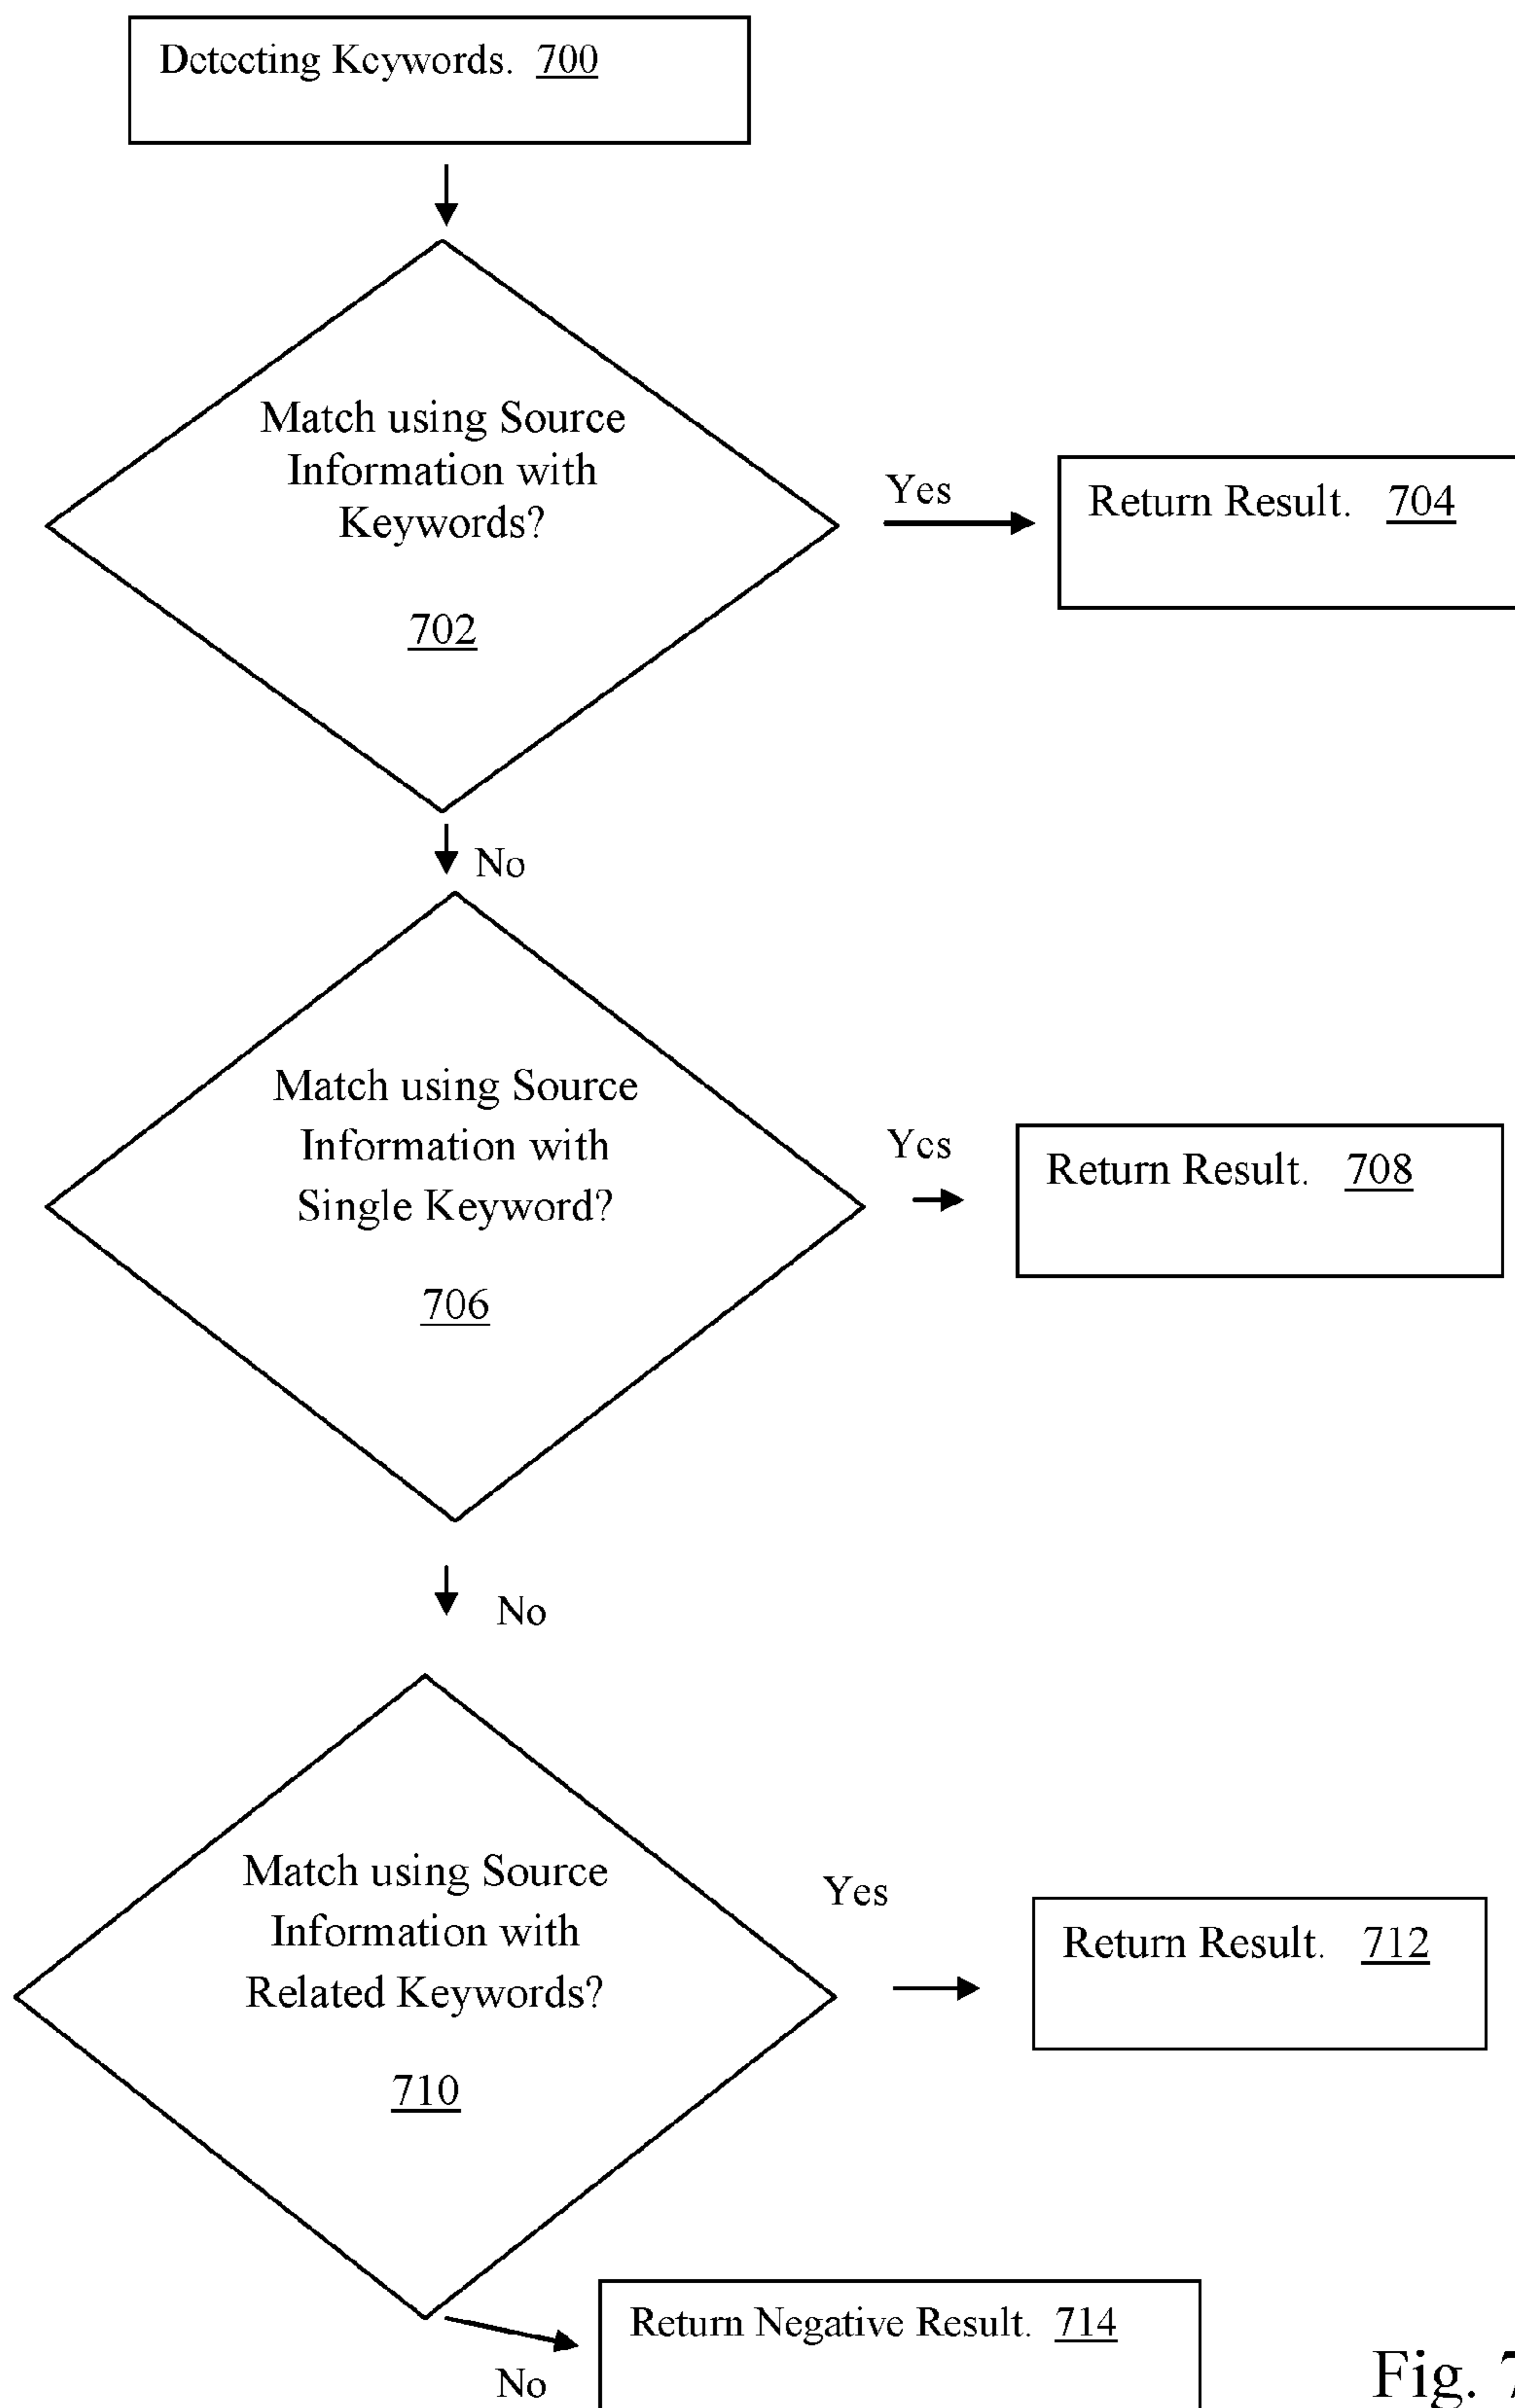 Detecting Keywords. 700
Match using Source
Information with
Keywords?
702
Yes
Return Result. 704
No
Match using Source
Information with
Single Keyword?
706
Yes
Return Result. 708
No
Match using Source
Information with
Related Keywords?
710
Yes
Return Result. 712
No
Return Negative Result. 714
Fig. 7